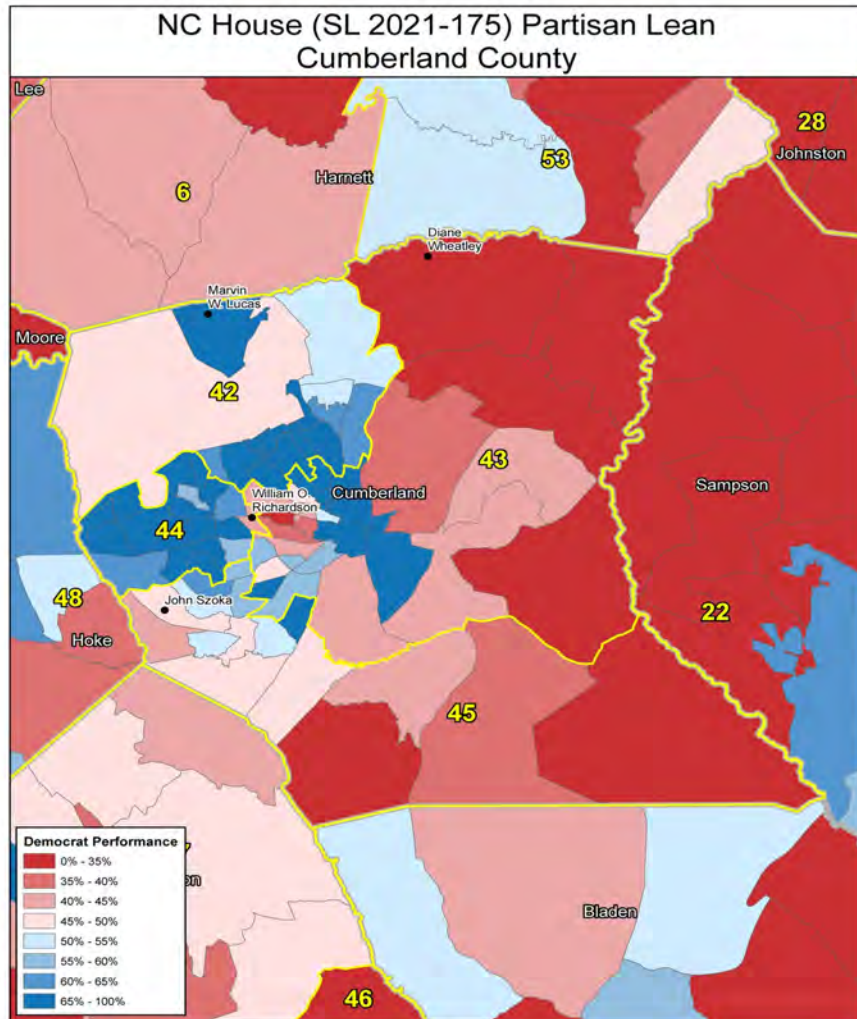 NC House (SL 2021-175) Partisan Lean
Cumberland County
Lee
28
Johnston
53
6
Harnett
Diane
Wheatley
Marvin
W. Lucas
Moore
42
43
Sampson
William O.
Richardson
Cumberland
44
48
John Szoka
Hoke
22
45
Democrat Performance
0% - 35%
35% - 40%
40% - 45%
45% - 50%
50% - 55%
55% - 60%
60% - 65%
65% - 100%
on
Bladen
46